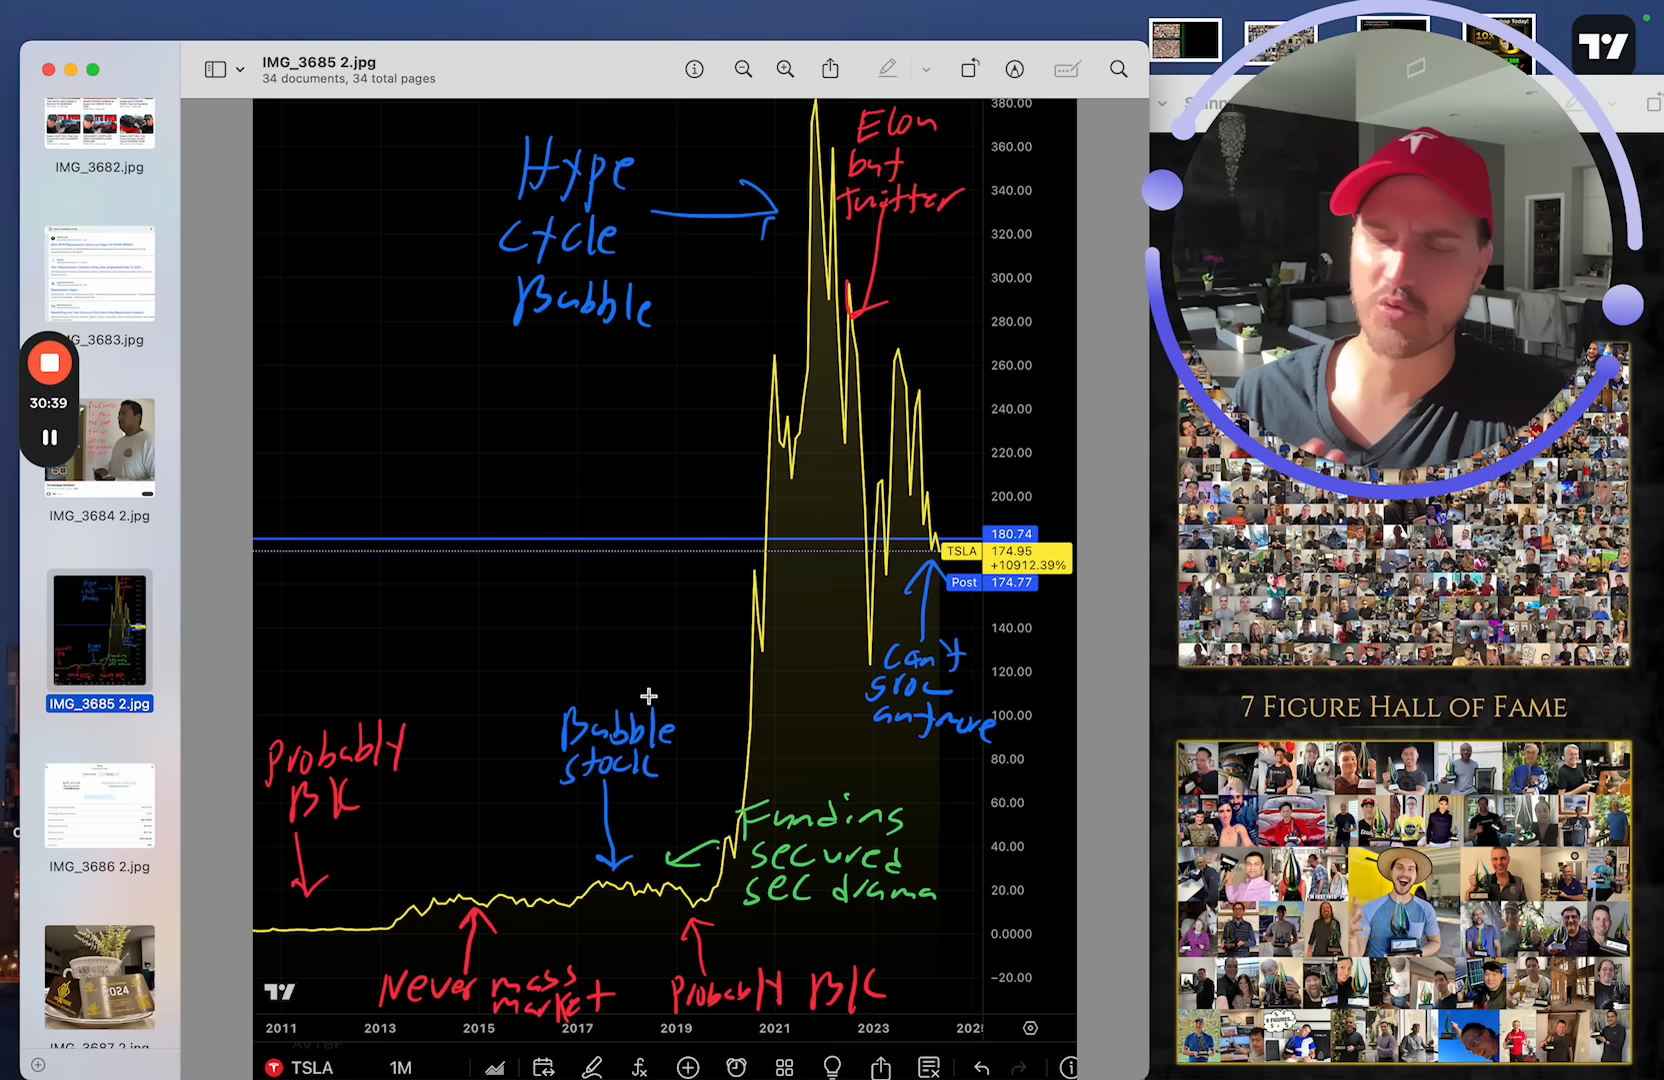 IMG_3685 2.jpg
34 documents, 34 total pages
IMG_3682.jpg
G_3683.jpg
30:39
IMG_3684 2.jpg
IMG_3685 2.jpg
IMG_3686 2.jpg
2024
Hype
cycle
Bubble
Elon
but
twitter
Probably
BK
Bubble
stock
Can't
grow
anymore
Funding
secured
sec drama
Never mass
market
Probably BK
380.00
360.00
340.00
320.00
300.00
280.00
260.00
240.00
220.00
200.00
180.74
TSLA 174.95
+10912.39%
Post 174.77
140.00
120.00
100.00
80.00
60.00
40.00
20.00
0.0000
−20.00
2011 2013 2015 2017 2019 2021 2023
TSLA 1M
7 Figure Hall of Fame